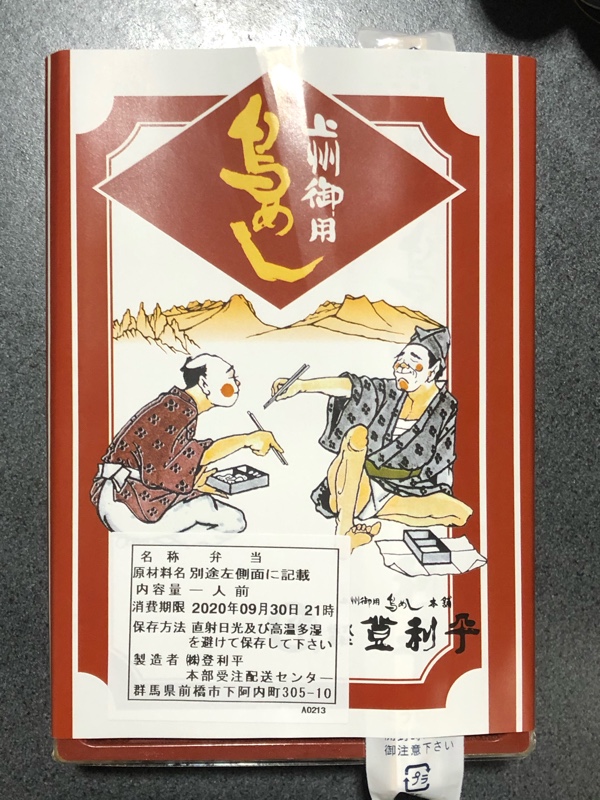 上州御用
鳥めし
名称 弁当
原材料名 別途左側面に記載
内容量 一人前
消費期限 2020年09月30日 21時
保存方法 直射日光及び高温多湿
を避けて保存して下さい
製造者 ㈱登利平
本部受注配送センター
群馬県前橋市下阿内町305-10
A0213
州御用 鳥めし 本舗
登利平
御注意下さい
プラ